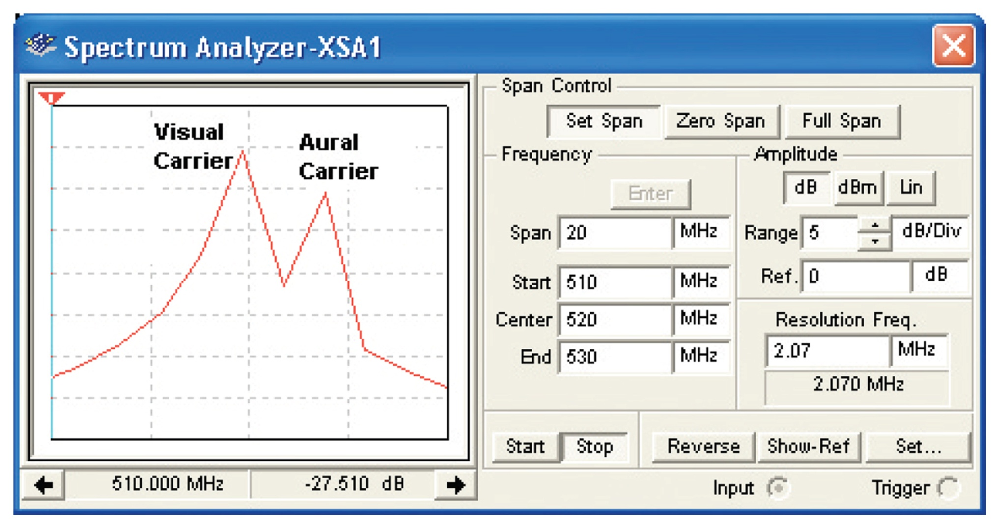 Spectrum Analyzer-XSA1
Visual
Carrier
Aural
Carrier
510.000 MHz
-27.510 dB
Span Control
Set Span
Zero Span
Full Span
Frequency
Enter
Span 20 MHz
Start 510 MHz
Center 520 MHz
End 530 MHz
Amplitude
dB dBm Lin
Range 5 dB/Div
Ref. 0 dB
Resolution Freq.
2.07 MHz
2.070 MHz
Start Stop
Reverse Show-Ref Set...
Input Trigger